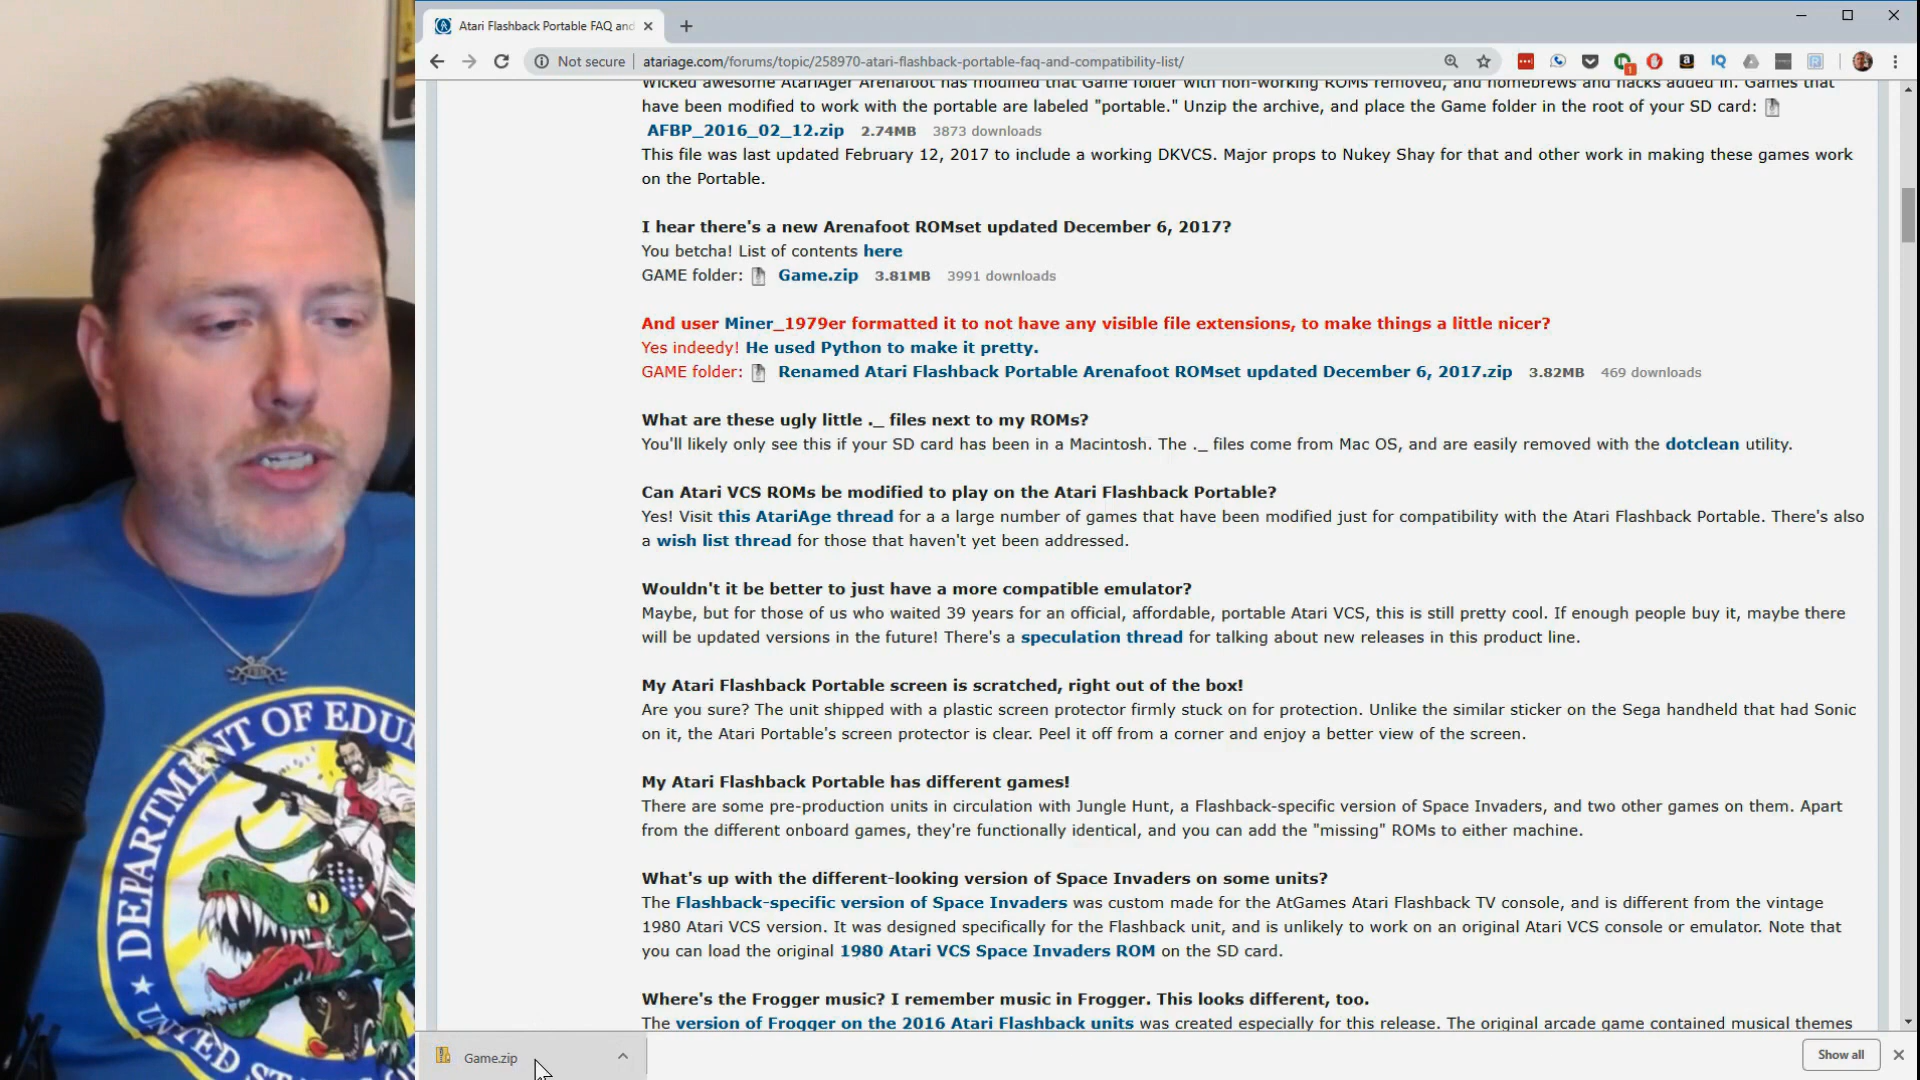 Atari Flashback Portable FAQ and
Not secure
atariage.com/forums/topic/258970-atari-flashback-portable-faq-and-compatibility-list/
Wicked awesome AtariAger Arenafoot has modified that Game folder with non-working ROMs removed, and homebrews and hacks added in. Games that
have been modified to work with the portable are labeled "portable." Unzip the archive, and place the Game folder in the root of your SD card:
AFBP_2016_02_12.zip 2.74MB 3873 downloads
This file was last updated February 12, 2017 to include a working DKVCS. Major props to Nukey Shay for that and other work in making these games work
on the Portable.
I hear there's a new Arenafoot ROMset updated December 6, 2017?
You betcha! List of contents here
GAME folder: Game.zip 3.81MB 3991 downloads
And user Miner_1979er formatted it to not have any visible file extensions, to make things a little nicer?
Yes indeedy! He used Python to make it pretty.
GAME folder: Renamed Atari Flashback Portable Arenafoot ROMset updated December 6, 2017.zip 3.82MB 469 downloads
What are these ugly little ._ files next to my ROMs?
You'll likely only see this if your SD card has been in a Macintosh. The ._ files come from Mac OS, and are easily removed with the dotclean utility.
Can Atari VCS ROMs be modified to play on the Atari Flashback Portable?
Yes! Visit this AtariAge thread for a a large number of games that have been modified just for compatibility with the Atari Flashback Portable. There's also
a wish list thread for those that haven't yet been addressed.
Wouldn't it be better to just have a more compatible emulator?
Maybe, but for those of us who waited 39 years for an official, affordable, portable Atari VCS, this is still pretty cool. If enough people buy it, maybe there
will be updated versions in the future! There's a speculation thread for talking about new releases in this product line.
My Atari Flashback Portable screen is scratched, right out of the box!
Are you sure? The unit shipped with a plastic screen protector firmly stuck on for protection. Unlike the similar sticker on the Sega handheld that had Sonic
on it, the Atari Portable's screen protector is clear. Peel it off from a corner and enjoy a better view of the screen.
My Atari Flashback Portable has different games!
There are some pre-production units in circulation with Jungle Hunt, a Flashback-specific version of Space Invaders, and two other games on them. Apart
from the different onboard games, they're functionally identical, and you can add the "missing" ROMs to either machine.
What's up with the different-looking version of Space Invaders on some units?
The Flashback-specific version of Space Invaders was custom made for the AtGames Atari Flashback TV console, and is different from the vintage
1980 Atari VCS version. It was designed specifically for the Flashback unit, and is unlikely to work on an original Atari VCS console or emulator. Note that
you can load the original 1980 Atari VCS Space Invaders ROM on the SD card.
Where's the Frogger music? I remember music in Frogger. This looks different, too.
The version of Frogger on the 2016 Atari Flashback units was created especially for this release. The original arcade game contained musical themes
Game.zip
Show all
DEPARTMENT OF EDU
UNITED STA